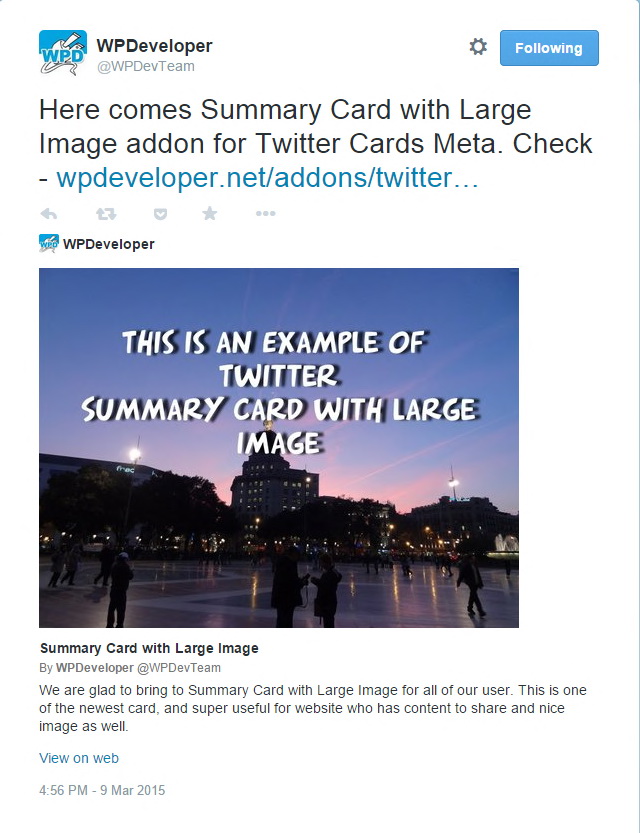 WPD
WPDeveloper
@WPDevTeam
Following
Here comes Summary Card with Large
Image addon for Twitter Cards Meta. Check
- wpdeveloper.net/addons/twitter…
WPD WPDeveloper
THIS IS AN EXAMPLE OF
TWITTER
SUMMARY CARD WITH LARGE
IMAGE
fnac
Summary Card with Large Image
By WPDeveloper @WPDevTeam
We are glad to bring to Summary Card with Large Image for all of our user. This is one
of the newest card, and super useful for website who has content to share and nice
image as well.
View on web
4:56 PM - 9 Mar 2015